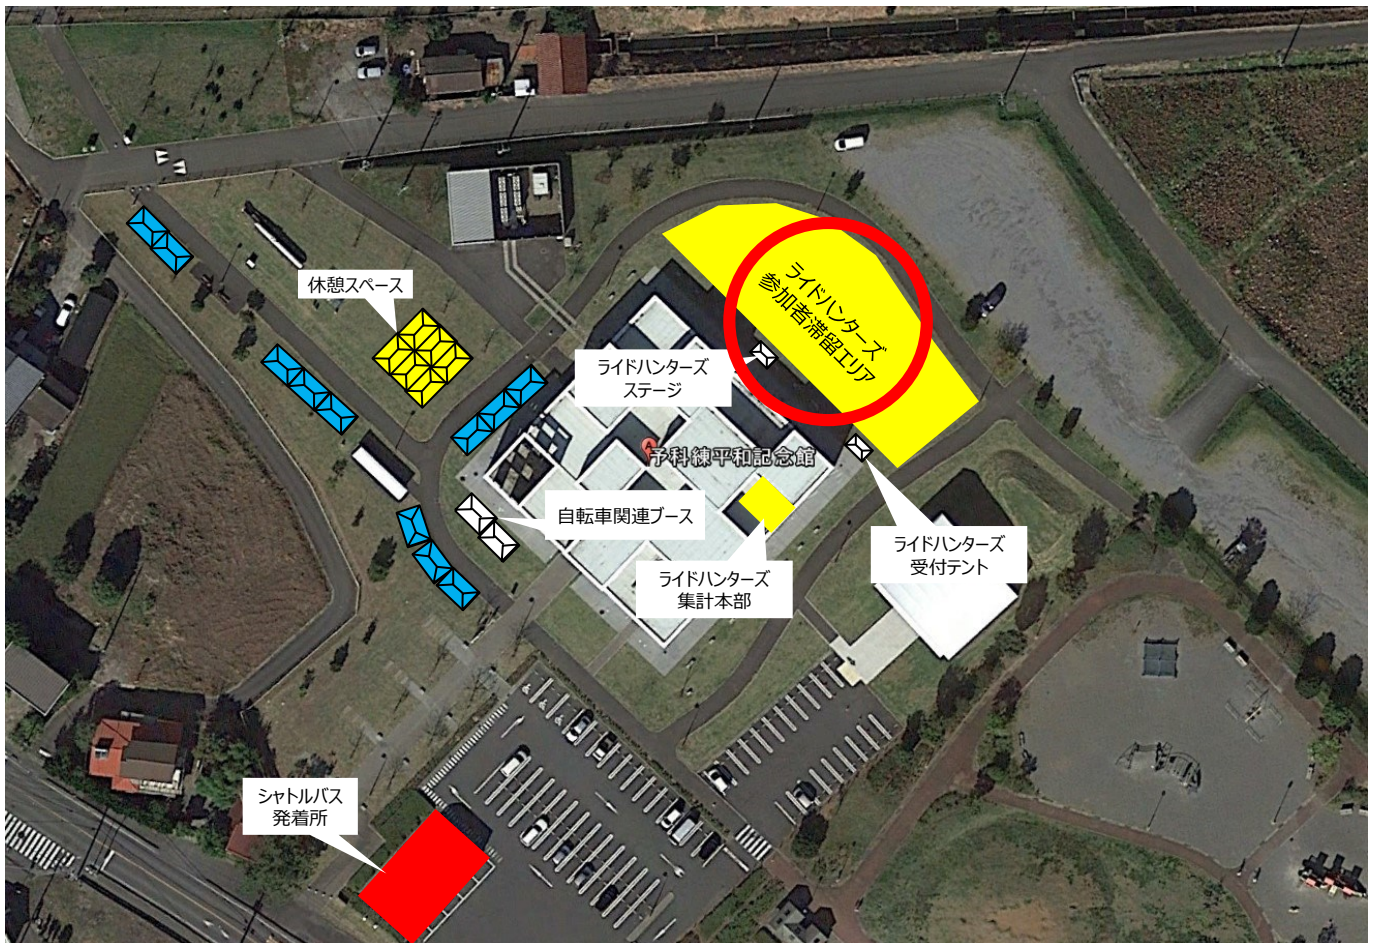 休憩スペース
ライドハンターズ
参加者滞留エリア
ライドハンターズ
ステージ
予科練平和記念館
自転車関連ブース
ライドハンターズ
受付テント
ライドハンターズ
集計本部
シャトルバス
発着所